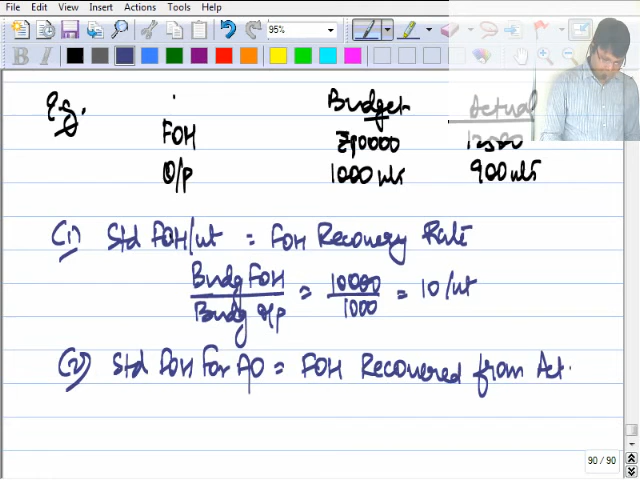 File Edit View Insert Actions Tools Help
95%
eg. Budget Actual
FOH ₹10000
O/p 1000 uts 900 uts
(1) Std FOH/ut = FOH Recovery Rate
Budg FOH / Budg O/p = 10000 / 1000 = 10/ut
(2) Std FOH For AO = FOH Recovered from Act.
90 / 90